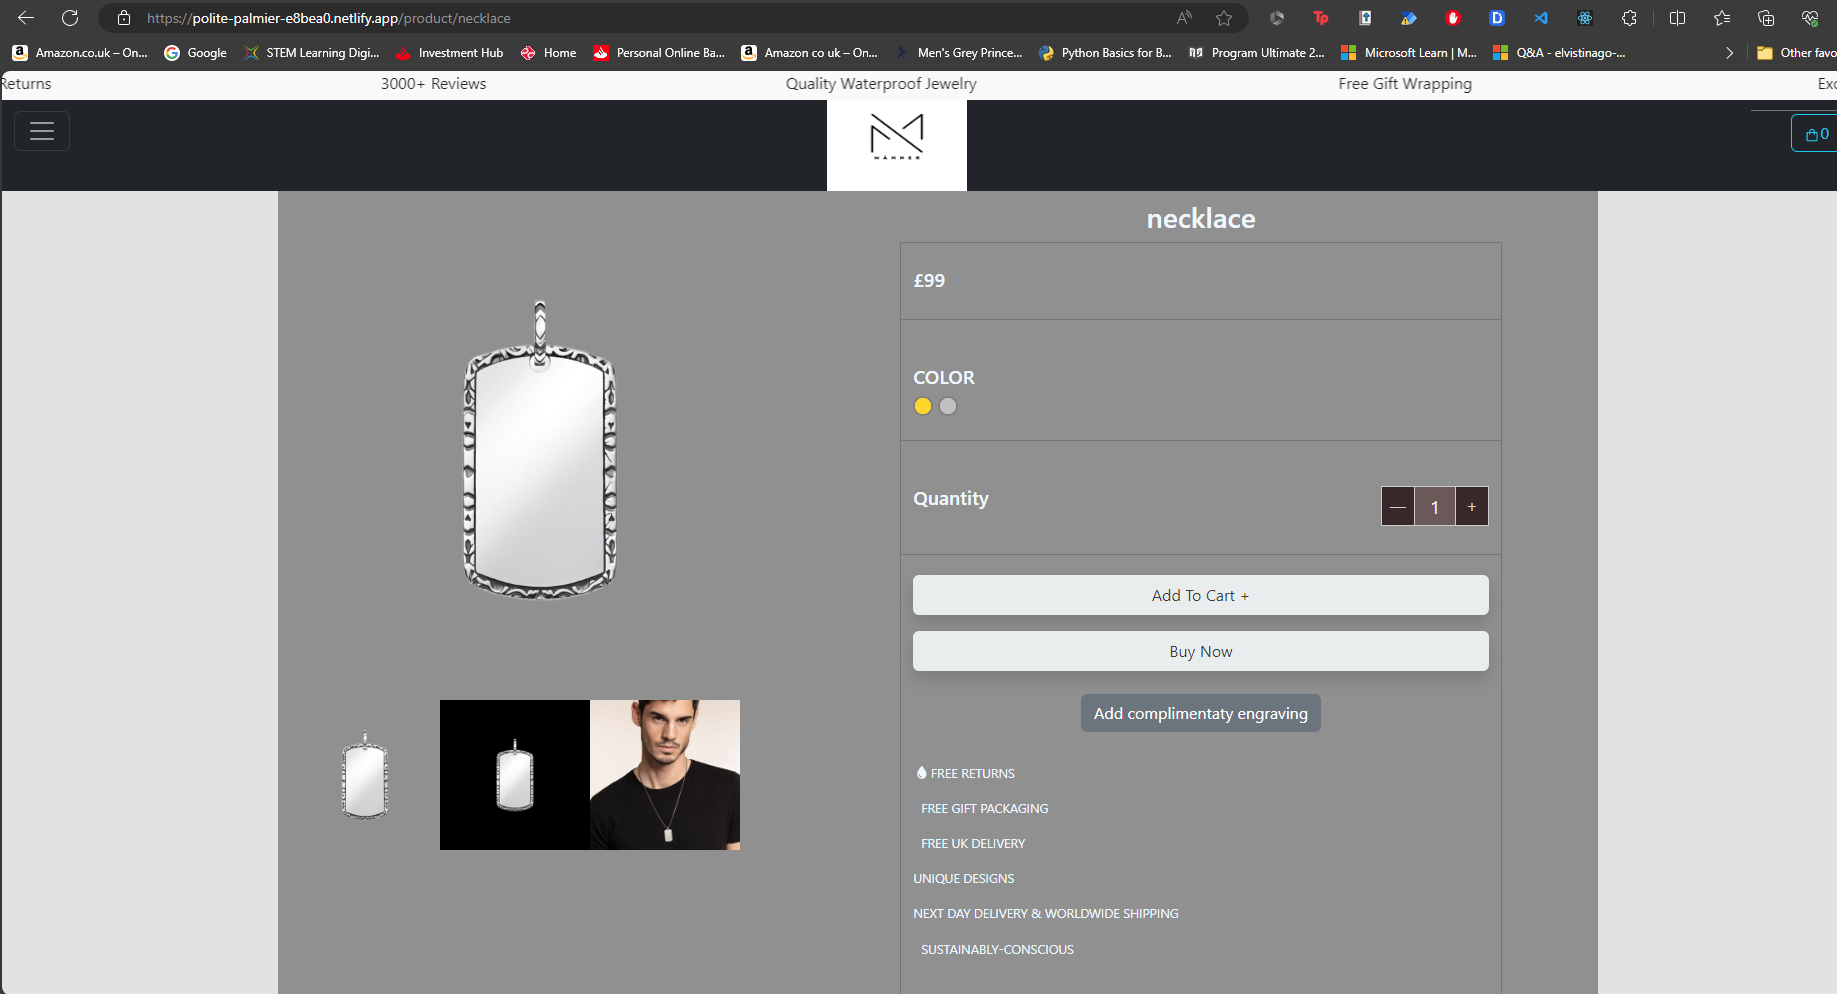 https://polite-palmier-e8bea0.netlify.app/product/necklace
Amazon.co.uk – On... Google STEM Learning Digi... Investment Hub Home Personal Online Ba... Amazon co uk – On... Men's Grey Prince... Python Basics for B... Program Ultimate 2... Microsoft Learn | M... Q&A - elvistinago-... Other favo
Returns 3000+ Reviews Quality Waterproof Jewelry Free Gift Wrapping Exc
MÄNNER
0
necklace
£99
COLOR
Quantity
— 1 +
Add To Cart +
Buy Now
Add complimentaty engraving
FREE RETURNS
FREE GIFT PACKAGING
FREE UK DELIVERY
UNIQUE DESIGNS
NEXT DAY DELIVERY & WORLDWIDE SHIPPING
SUSTAINABLY-CONSCIOUS